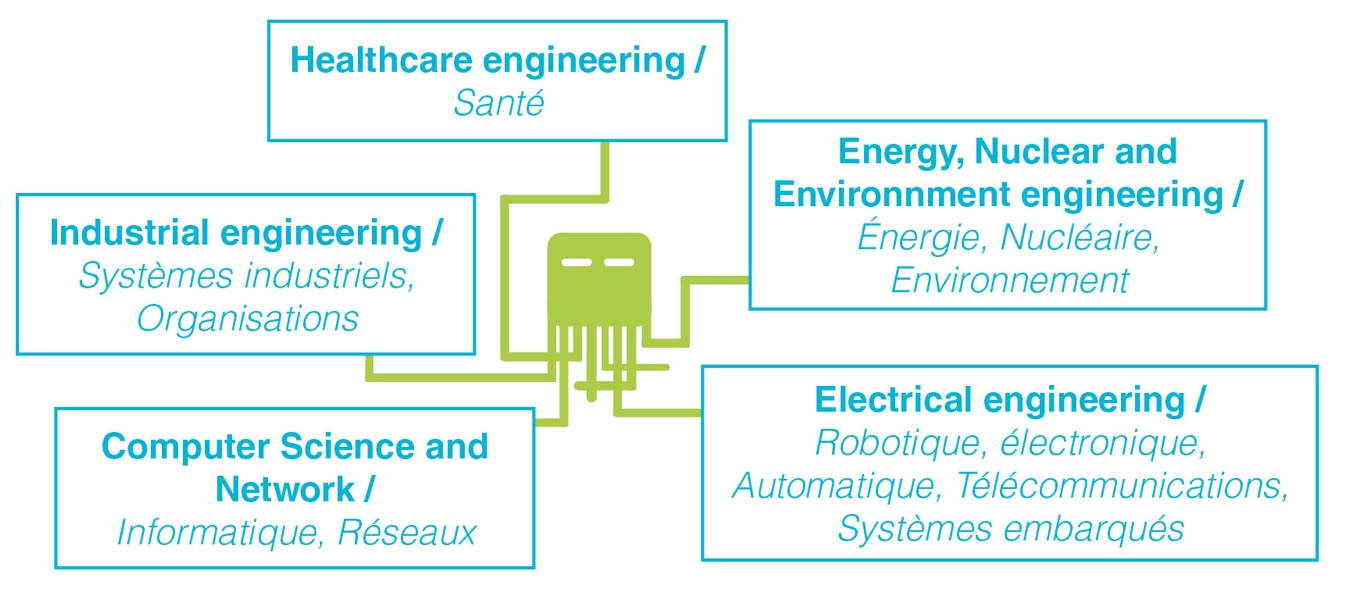 Healthcare engineering /
Santé
Energy, Nuclear and
Environnment engineering /
Énergie, Nucléaire,
Environnement
Industrial engineering /
Systèmes industriels,
Organisations
Electrical engineering /
Robotique, électronique,
Automatique, Télécommunications,
Systèmes embarqués
Computer Science and
Network /
Informatique, Réseaux